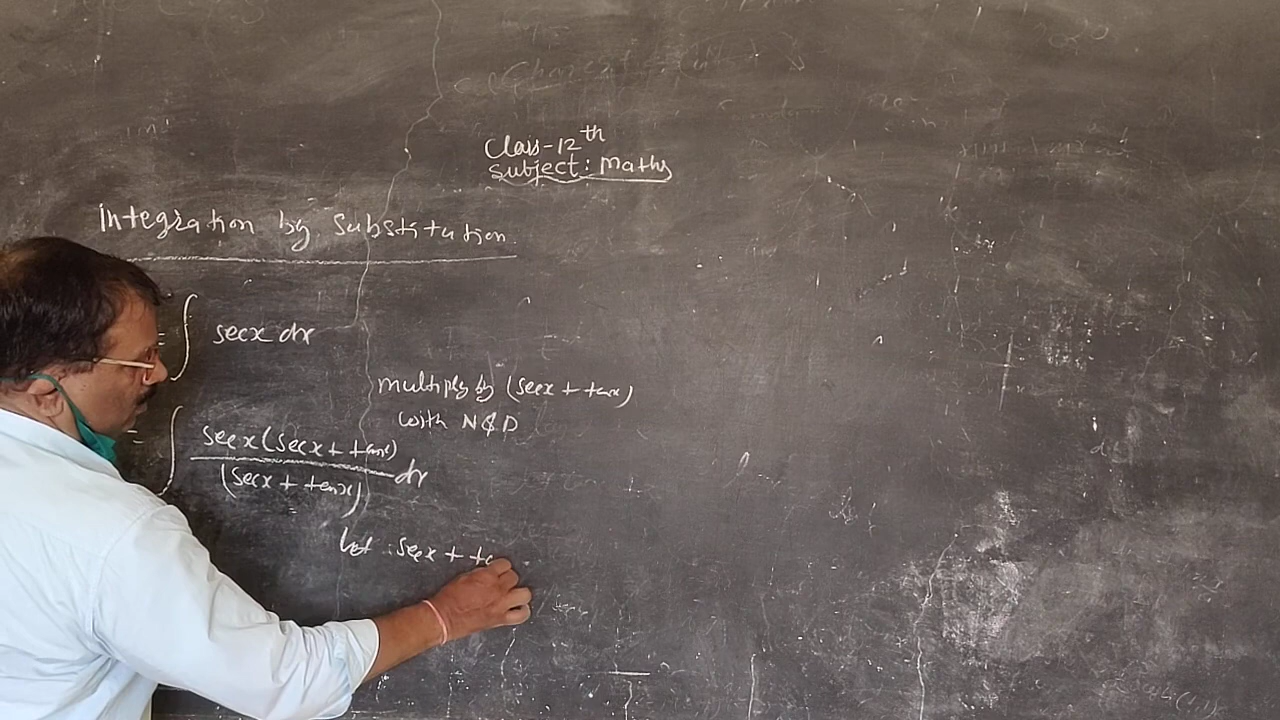 Class-12th
Subject: Maths
Integration by Substitution.
= ∫ secx dx
multiply by (secx + tanx)
with N & D
= ∫ secx(secx + tanx) / (secx + tanx) dx
let secx + ta